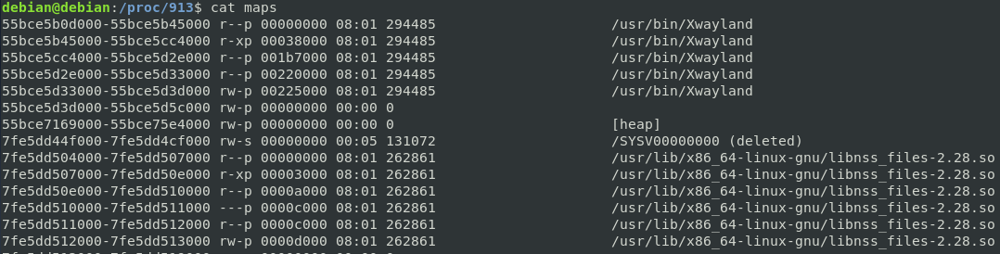 debian@debian:/proc/913$ cat maps
55bce5b0d000-55bce5b45000 r--p 00000000 08:01 294485 /usr/bin/Xwayland
55bce5b45000-55bce5cc4000 r-xp 00038000 08:01 294485 /usr/bin/Xwayland
55bce5cc4000-55bce5d2e000 r--p 001b7000 08:01 294485 /usr/bin/Xwayland
55bce5d2e000-55bce5d33000 r--p 00220000 08:01 294485 /usr/bin/Xwayland
55bce5d33000-55bce5d3d000 rw-p 00225000 08:01 294485 /usr/bin/Xwayland
55bce5d3d000-55bce5d5c000 rw-p 00000000 00:00 0
55bce7169000-55bce75e4000 rw-p 00000000 00:00 0 [heap]
7fe5dd44f000-7fe5dd4cf000 rw-s 00000000 00:05 131072 /SYSV00000000 (deleted)
7fe5dd504000-7fe5dd507000 r--p 00000000 08:01 262861 /usr/lib/x86_64-linux-gnu/libnss_files-2.28.so
7fe5dd507000-7fe5dd50e000 r-xp 00003000 08:01 262861 /usr/lib/x86_64-linux-gnu/libnss_files-2.28.so
7fe5dd50e000-7fe5dd510000 r--p 0000a000 08:01 262861 /usr/lib/x86_64-linux-gnu/libnss_files-2.28.so
7fe5dd510000-7fe5dd511000 ---p 0000c000 08:01 262861 /usr/lib/x86_64-linux-gnu/libnss_files-2.28.so
7fe5dd511000-7fe5dd512000 r--p 0000c000 08:01 262861 /usr/lib/x86_64-linux-gnu/libnss_files-2.28.so
7fe5dd512000-7fe5dd513000 rw-p 0000d000 08:01 262861 /usr/lib/x86_64-linux-gnu/libnss_files-2.28.so